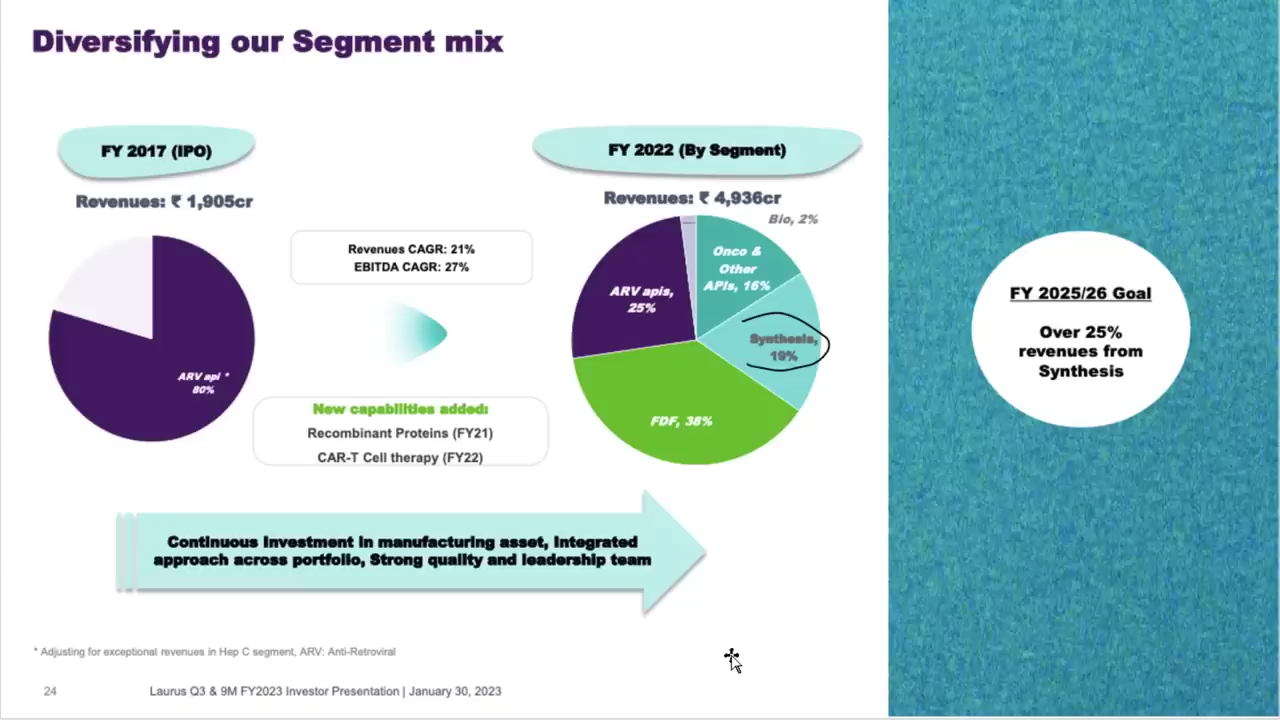 Diversifying our Segment mix
FY 2017 (IPO)
Revenues: ₹ 1,905cr
ARV api *
80%
Revenues CAGR: 21%
EBITDA CAGR: 27%
New capabilities added:
Recombinant Proteins (FY21)
CAR-T Cell therapy (FY22)
FY 2022 (By Segment)
Revenues: ₹ 4,936cr
Bio, 2%
Onco &
Other
APIs, 16%
ARV apis,
25%
Synthesis,
19%
FDF, 38%
FY 2025/26 Goal
Over 25%
revenues from
Synthesis
Continuous investment in manufacturing asset, Integrated
approach across portfolio, Strong quality and leadership team
* Adjusting for exceptional revenues in Hep C segment, ARV: Anti-Retroviral
24
Laurus Q3 & 9M FY2023 Investor Presentation | January 30, 2023